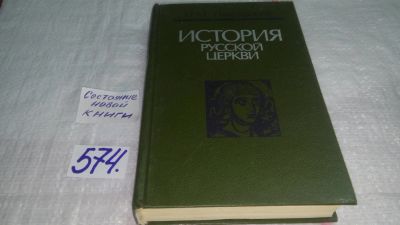 ИСТОРИЯ
РУССКОЙ
ЦЕРКВИ
Состояние
новой
книги
574.